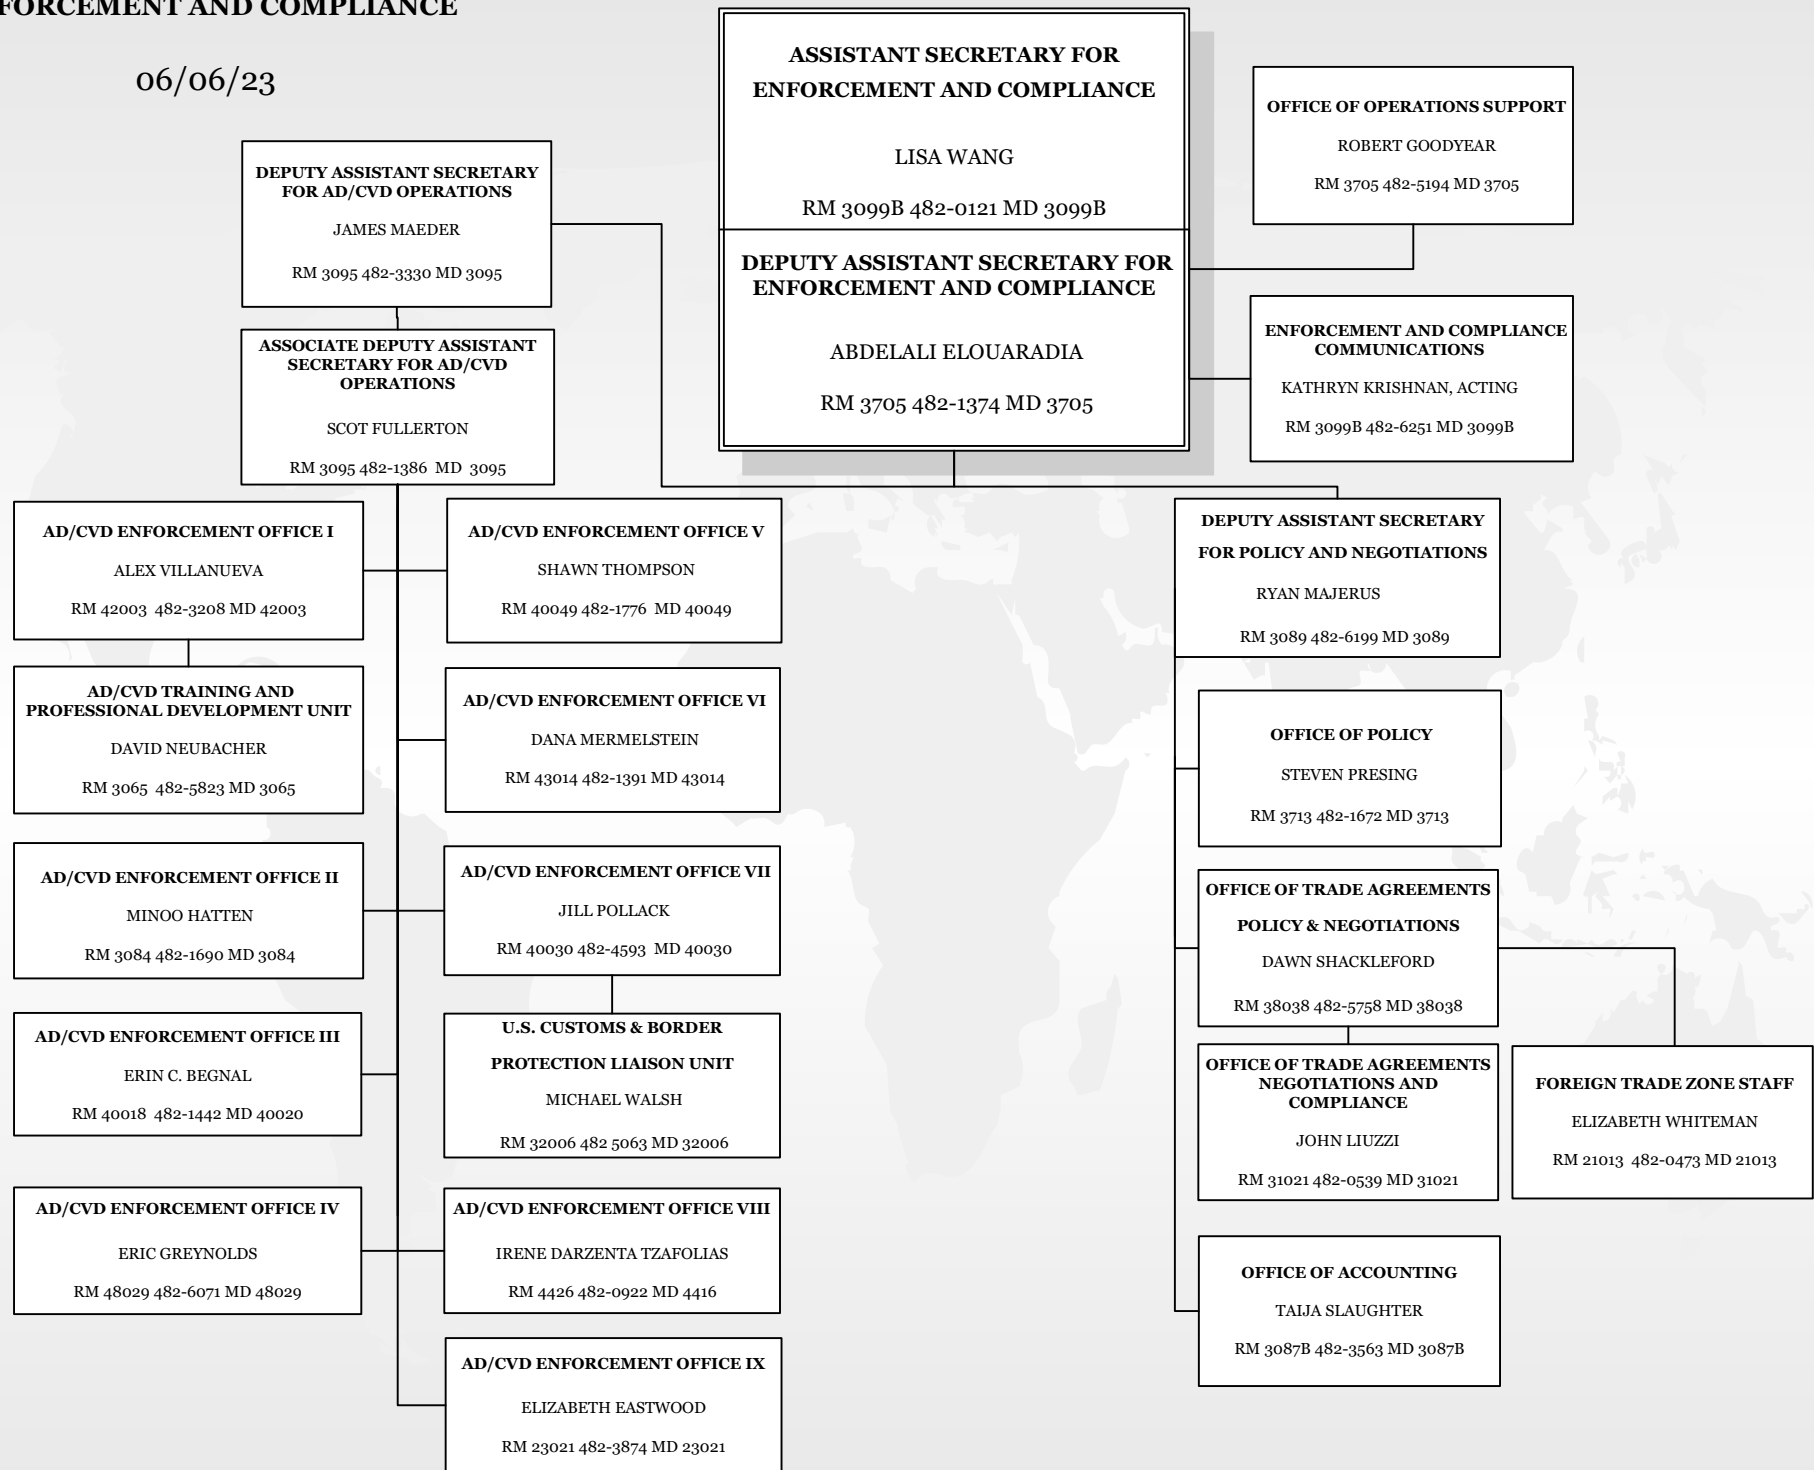 FORCEMENT AND COMPLIANCE
06/06/23
ASSISTANT SECRETARY FOR
ENFORCEMENT AND COMPLIANCE
LISA WANG
RM 3099B 482-0121 MD 3099B
DEPUTY ASSISTANT SECRETARY FOR
ENFORCEMENT AND COMPLIANCE
ABDELALI ELOUARADIA
RM 3705 482-1374 MD 3705
OFFICE OF OPERATIONS SUPPORT
ROBERT GOODYEAR
RM 3705 482-5194 MD 3705
ENFORCEMENT AND COMPLIANCE
COMMUNICATIONS
KATHRYN KRISHNAN, ACTING
RM 3099B 482-6251 MD 3099B
DEPUTY ASSISTANT SECRETARY
FOR AD/CVD OPERATIONS
JAMES MAEDER
RM 3095 482-3330 MD 3095
ASSOCIATE DEPUTY ASSISTANT
SECRETARY FOR AD/CVD
OPERATIONS
SCOT FULLERTON
RM 3095 482-1386 MD 3095
AD/CVD ENFORCEMENT OFFICE I
ALEX VILLANUEVA
RM 42003 482-3208 MD 42003
AD/CVD TRAINING AND
PROFESSIONAL DEVELOPMENT UNIT
DAVID NEUBACHER
RM 3065 482-5823 MD 3065
AD/CVD ENFORCEMENT OFFICE II
MINOO HATTEN
RM 3084 482-1690 MD 3084
AD/CVD ENFORCEMENT OFFICE III
ERIN C. BEGNAL
RM 40018 482-1442 MD 40020
AD/CVD ENFORCEMENT OFFICE IV
ERIC GREYNOLDS
RM 48029 482-6071 MD 48029
AD/CVD ENFORCEMENT OFFICE V
SHAWN THOMPSON
RM 40049 482-1776 MD 40049
AD/CVD ENFORCEMENT OFFICE VI
DANA MERMELSTEIN
RM 43014 482-1391 MD 43014
AD/CVD ENFORCEMENT OFFICE VII
JILL POLLACK
RM 40030 482-4593 MD 40030
U.S. CUSTOMS & BORDER
PROTECTION LIAISON UNIT
MICHAEL WALSH
RM 32006 482 5063 MD 32006
AD/CVD ENFORCEMENT OFFICE VIII
IRENE DARZENTA TZAFOLIAS
RM 4426 482-0922 MD 4416
AD/CVD ENFORCEMENT OFFICE IX
ELIZABETH EASTWOOD
RM 23021 482-3874 MD 23021
DEPUTY ASSISTANT SECRETARY
FOR POLICY AND NEGOTIATIONS
RYAN MAJERUS
RM 3089 482-6199 MD 3089
OFFICE OF POLICY
STEVEN PRESING
RM 3713 482-1672 MD 3713
OFFICE OF TRADE AGREEMENTS
POLICY & NEGOTIATIONS
DAWN SHACKLEFORD
RM 38038 482-5758 MD 38038
OFFICE OF TRADE AGREEMENTS
NEGOTIATIONS AND
COMPLIANCE
JOHN LIUZZI
RM 31021 482-0539 MD 31021
FOREIGN TRADE ZONE STAFF
ELIZABETH WHITEMAN
RM 21013 482-0473 MD 21013
OFFICE OF ACCOUNTING
TAIJA SLAUGHTER
RM 3087B 482-3563 MD 3087B